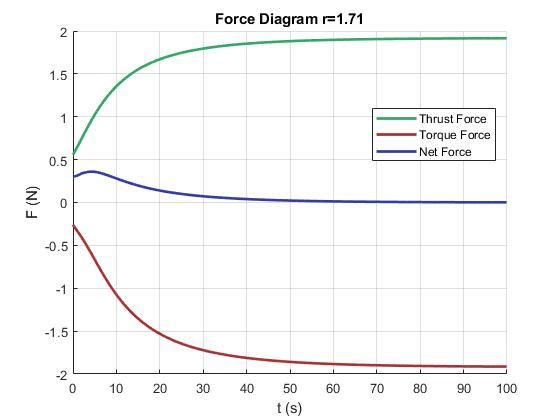 Force Diagram r=1.71
2
1.5
1
0.5
0
-0.5
-1
-1.5
-2
F (N)
Thrust Force
Torque Force
Net Force
0 10 20 30 40 50 60 70 80 90 100
t (s)